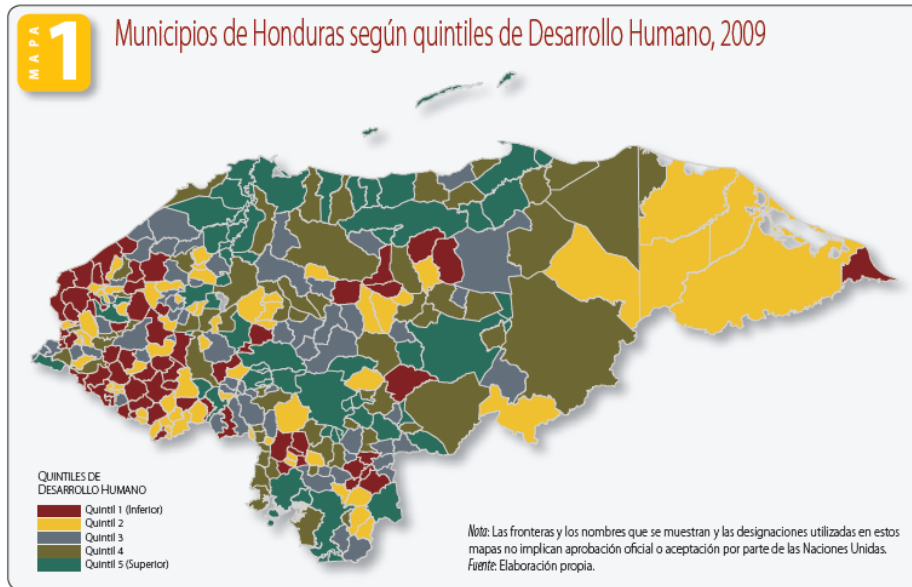 MAPA
1
Municipios de Honduras según quintiles de Desarrollo Humano, 2009
QUINTILES DE
DESARROLLO HUMANO
Quintil 1 (Inferior)
Quintil 2
Quintil 3
Quintil 4
Quintil 5 (Superior)
Nota: Las fronteras y los nombres que se muestran y las designaciones utilizadas en estos
mapas no implican aprobación oficial o aceptación por parte de las Naciones Unidas.
Fuente: Elaboración propia.